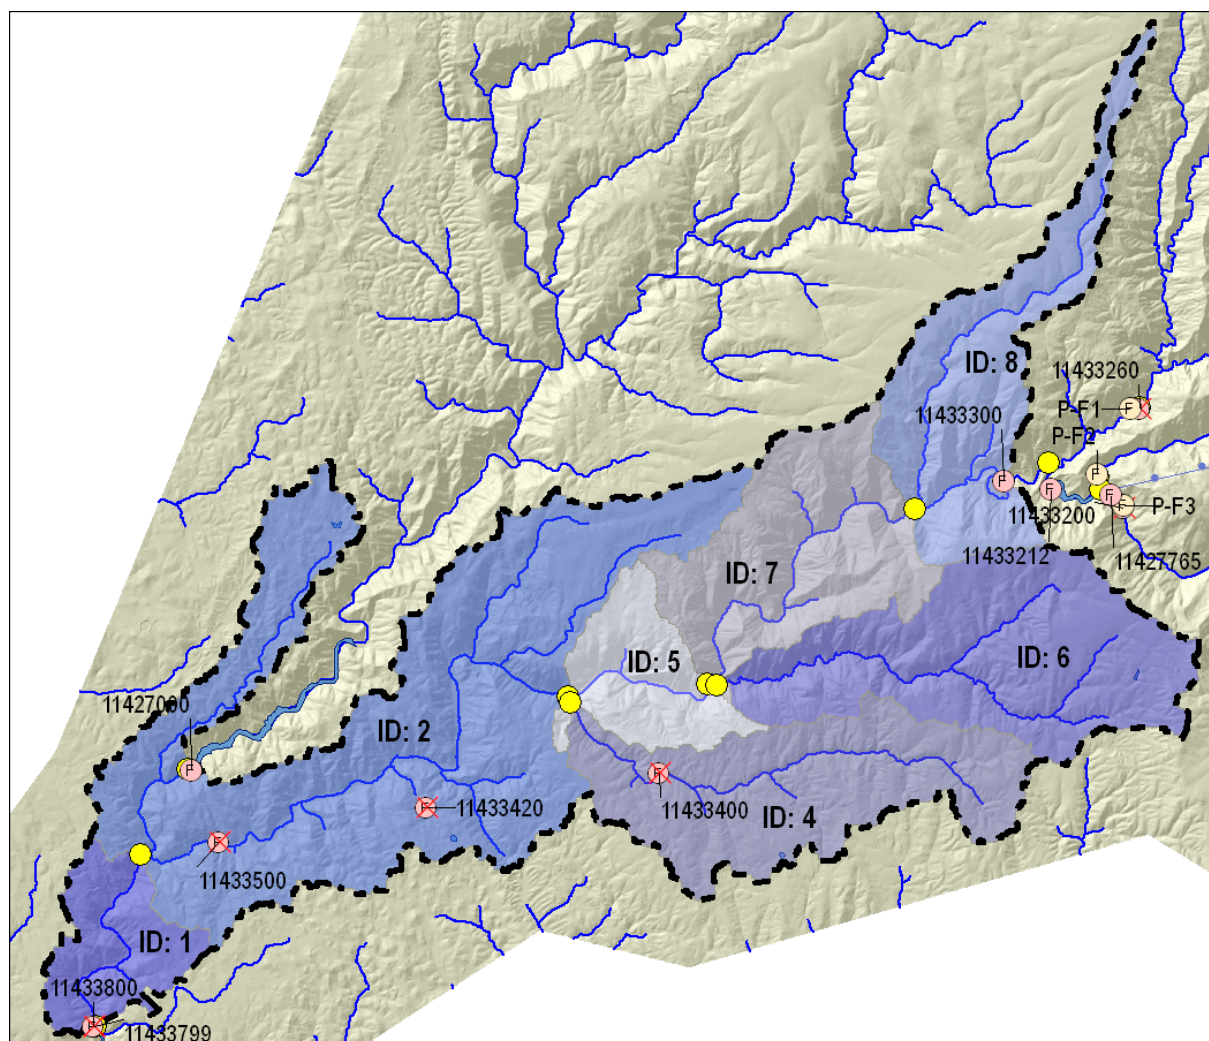 ID: 8
11433260
11433300
P-F1
P-F2
11433200
P-F3
11433212
11427765
ID: 7
ID: 5
ID: 6
11427000
ID: 2
11433420
11433400
ID: 4
11433500
ID: 1
11433800
11433799
F
F
F
F
F
F
F
F
F
F
F
F